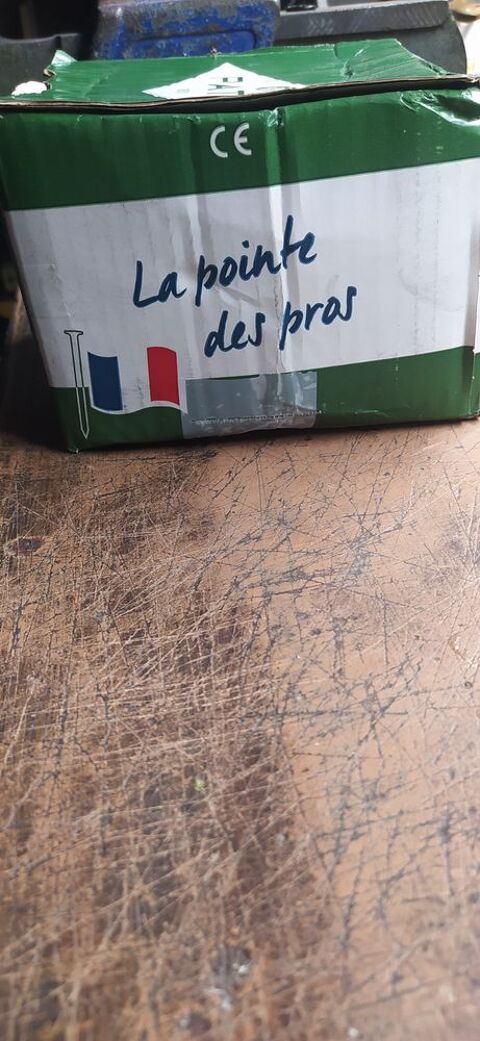 CE
La pointe
des pros